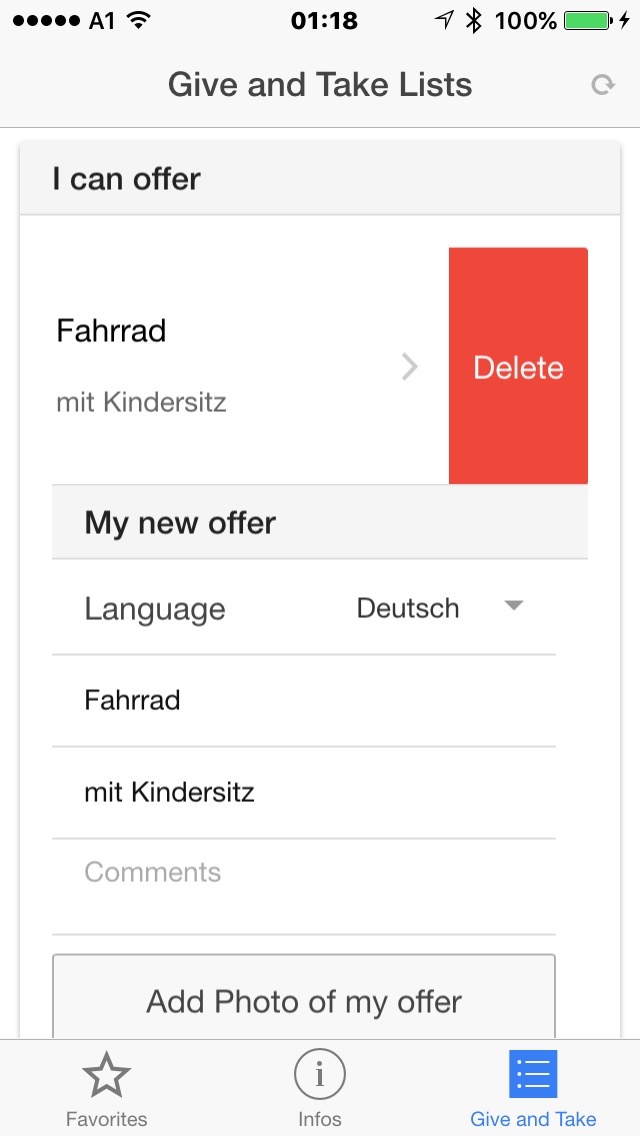 A1 01:18 100%
Give and Take Lists
I can offer
Fahrrad
mit Kindersitz
Delete
My new offer
Language Deutsch
Fahrrad
mit Kindersitz
Comments
Add Photo of my offer
Favorites Infos Give and Take